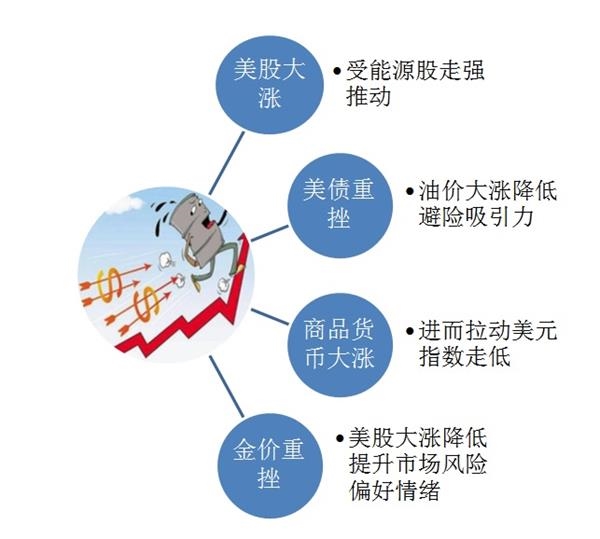 美股大
涨
•受能源股走强
推动
美债重
挫
•油价大涨降低
避险吸引力
商品货
币大涨
•进而拉动美元
指数走低
金价重
挫
•美股大涨降低
提升市场风险
偏好情绪
$
$